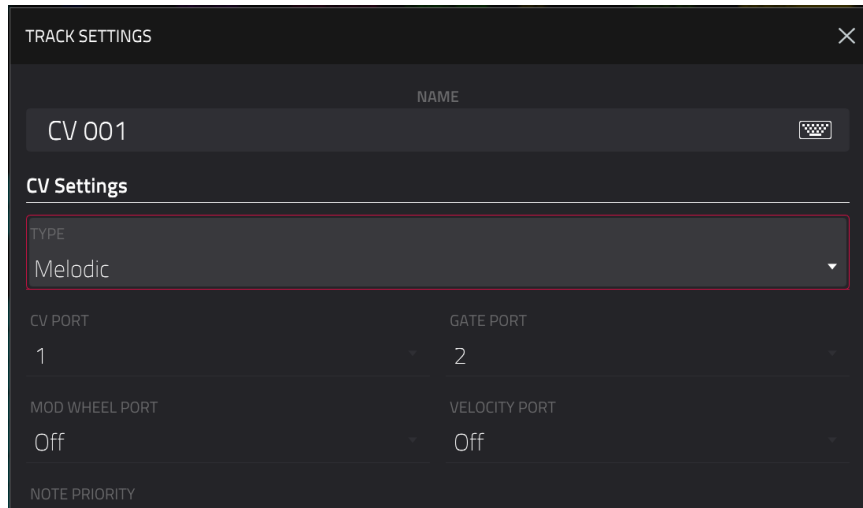 TRACK SETTINGS
NAME
CV 001
CV Settings
TYPE
Melodic
CV PORT
GATE PORT
1
2
MOD WHEEL PORT
VELOCITY PORT
Off
Off
NOTE PRIORITY